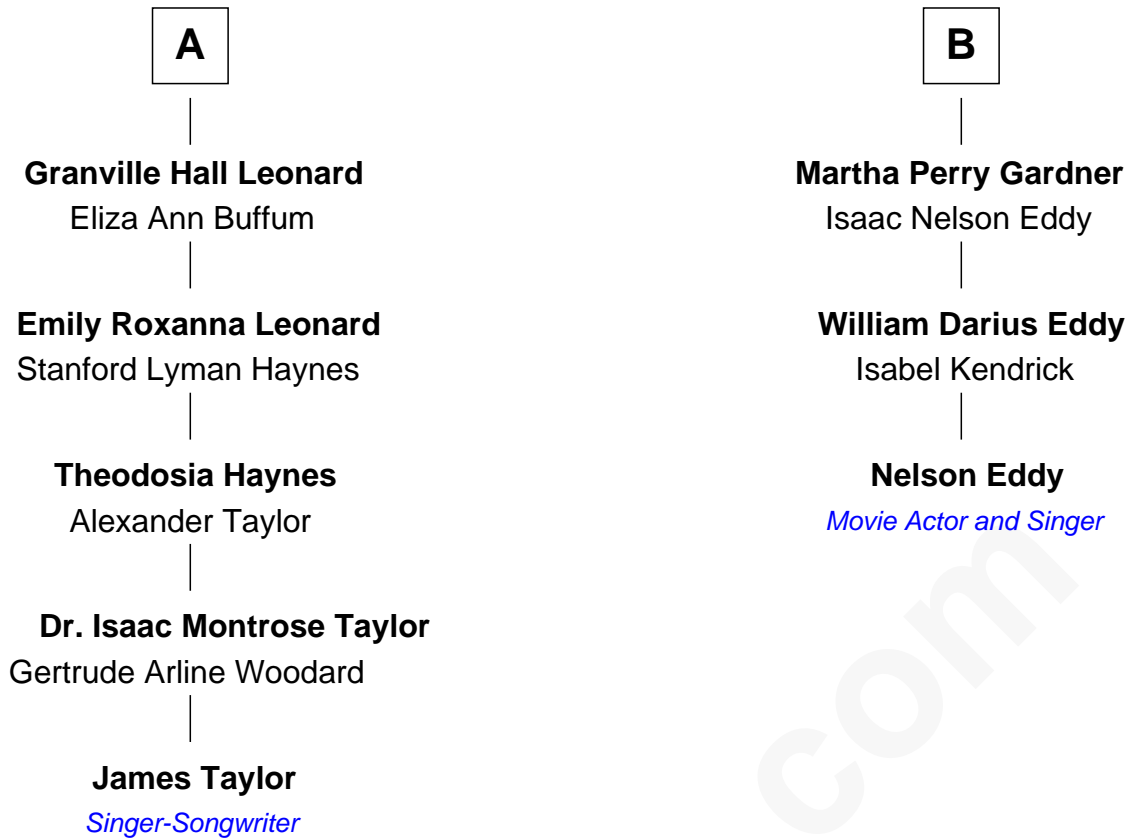 A
Granville Hall Leonard
Eliza Ann Buffum
Emily Roxanna Leonard
Stanford Lyman Haynes
Theodosia Haynes
Alexander Taylor
Dr. Isaac Montrose Taylor
Gertrude Arline Woodard
James Taylor
Singer-Songwriter
B
Martha Perry Gardner
Isaac Nelson Eddy
William Darius Eddy
Isabel Kendrick
Nelson Eddy
Movie Actor and Singer
com